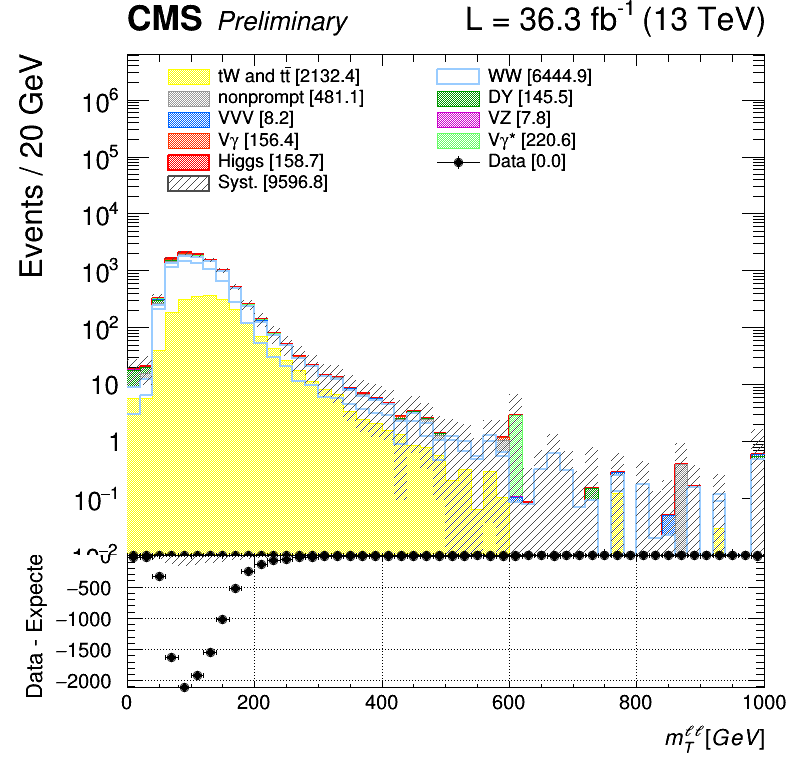 CMS Preliminary L = 36.3 fb⁻¹ (13 TeV)
Events / 20 GeV
tW and tt̄ [2132.4]
WW [6444.9]
nonprompt [481.1]
DY [145.5]
VVV [8.2]
VZ [7.8]
Vγ [156.4]
Vγ* [220.6]
Higgs [158.7]
Data [0.0]
Syst. [9596.8]
10⁶
10⁵
10⁴
10³
10²
10
1
10⁻¹
Data - Expecte
0
−500
−1000
−1500
−2000
0 200 400 600 800 1000
m_T^ℓℓ [GeV]